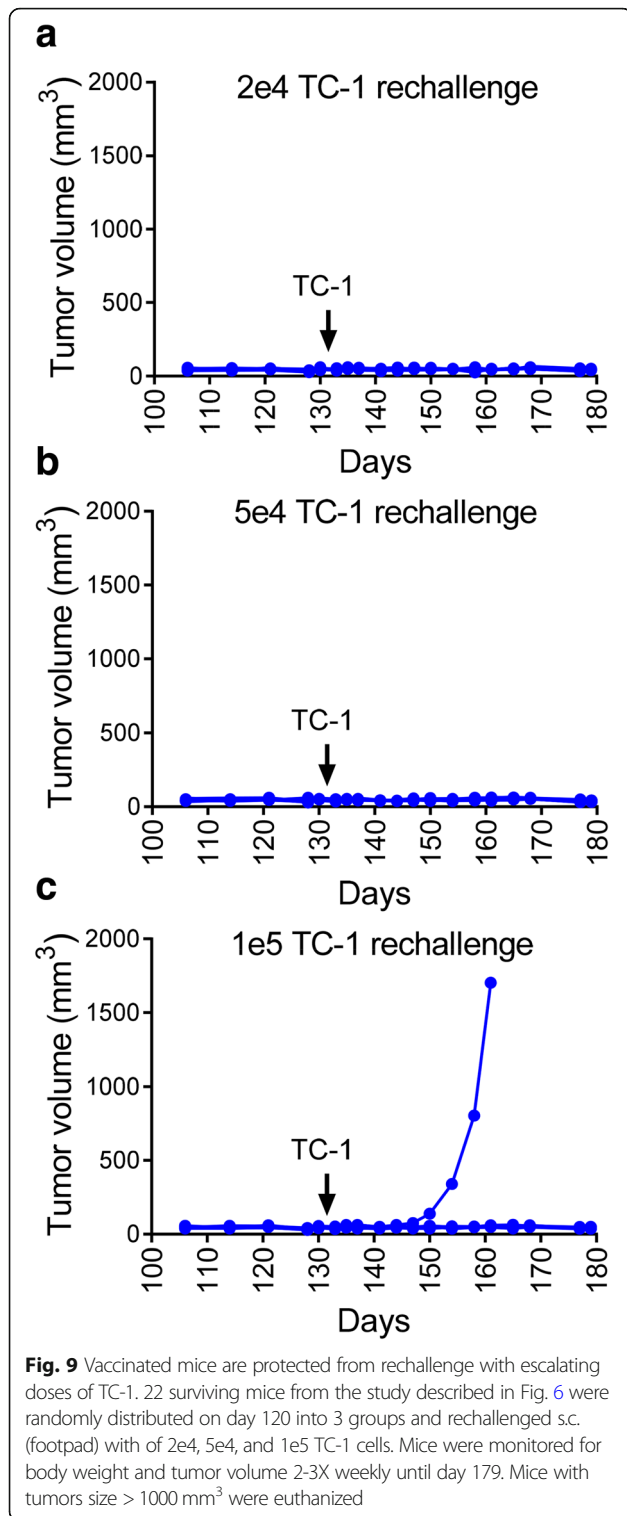 a
2e4 TC-1 rechallenge
Tumor volume (mm3)
2000
1500
1000
500
0
TC-1
100 110 120 130 140 150 160 170 180
Days
b
5e4 TC-1 rechallenge
Tumor volume (mm3)
2000
1500
1000
500
0
TC-1
100 110 120 130 140 150 160 170 180
Days
c
1e5 TC-1 rechallenge
Tumor volume (mm3)
2000
1500
1000
500
0
TC-1
100 110 120 130 140 150 160 170 180
Days
Fig. 9 Vaccinated mice are protected from rechallenge with escalating
doses of TC-1. 22 surviving mice from the study described in Fig. 6 were
randomly distributed on day 120 into 3 groups and rechallenged s.c.
(footpad) with of 2e4, 5e4, and 1e5 TC-1 cells. Mice were monitored for
body weight and tumor volume 2-3X weekly until day 179. Mice with
tumors size > 1000 mm3 were euthanized